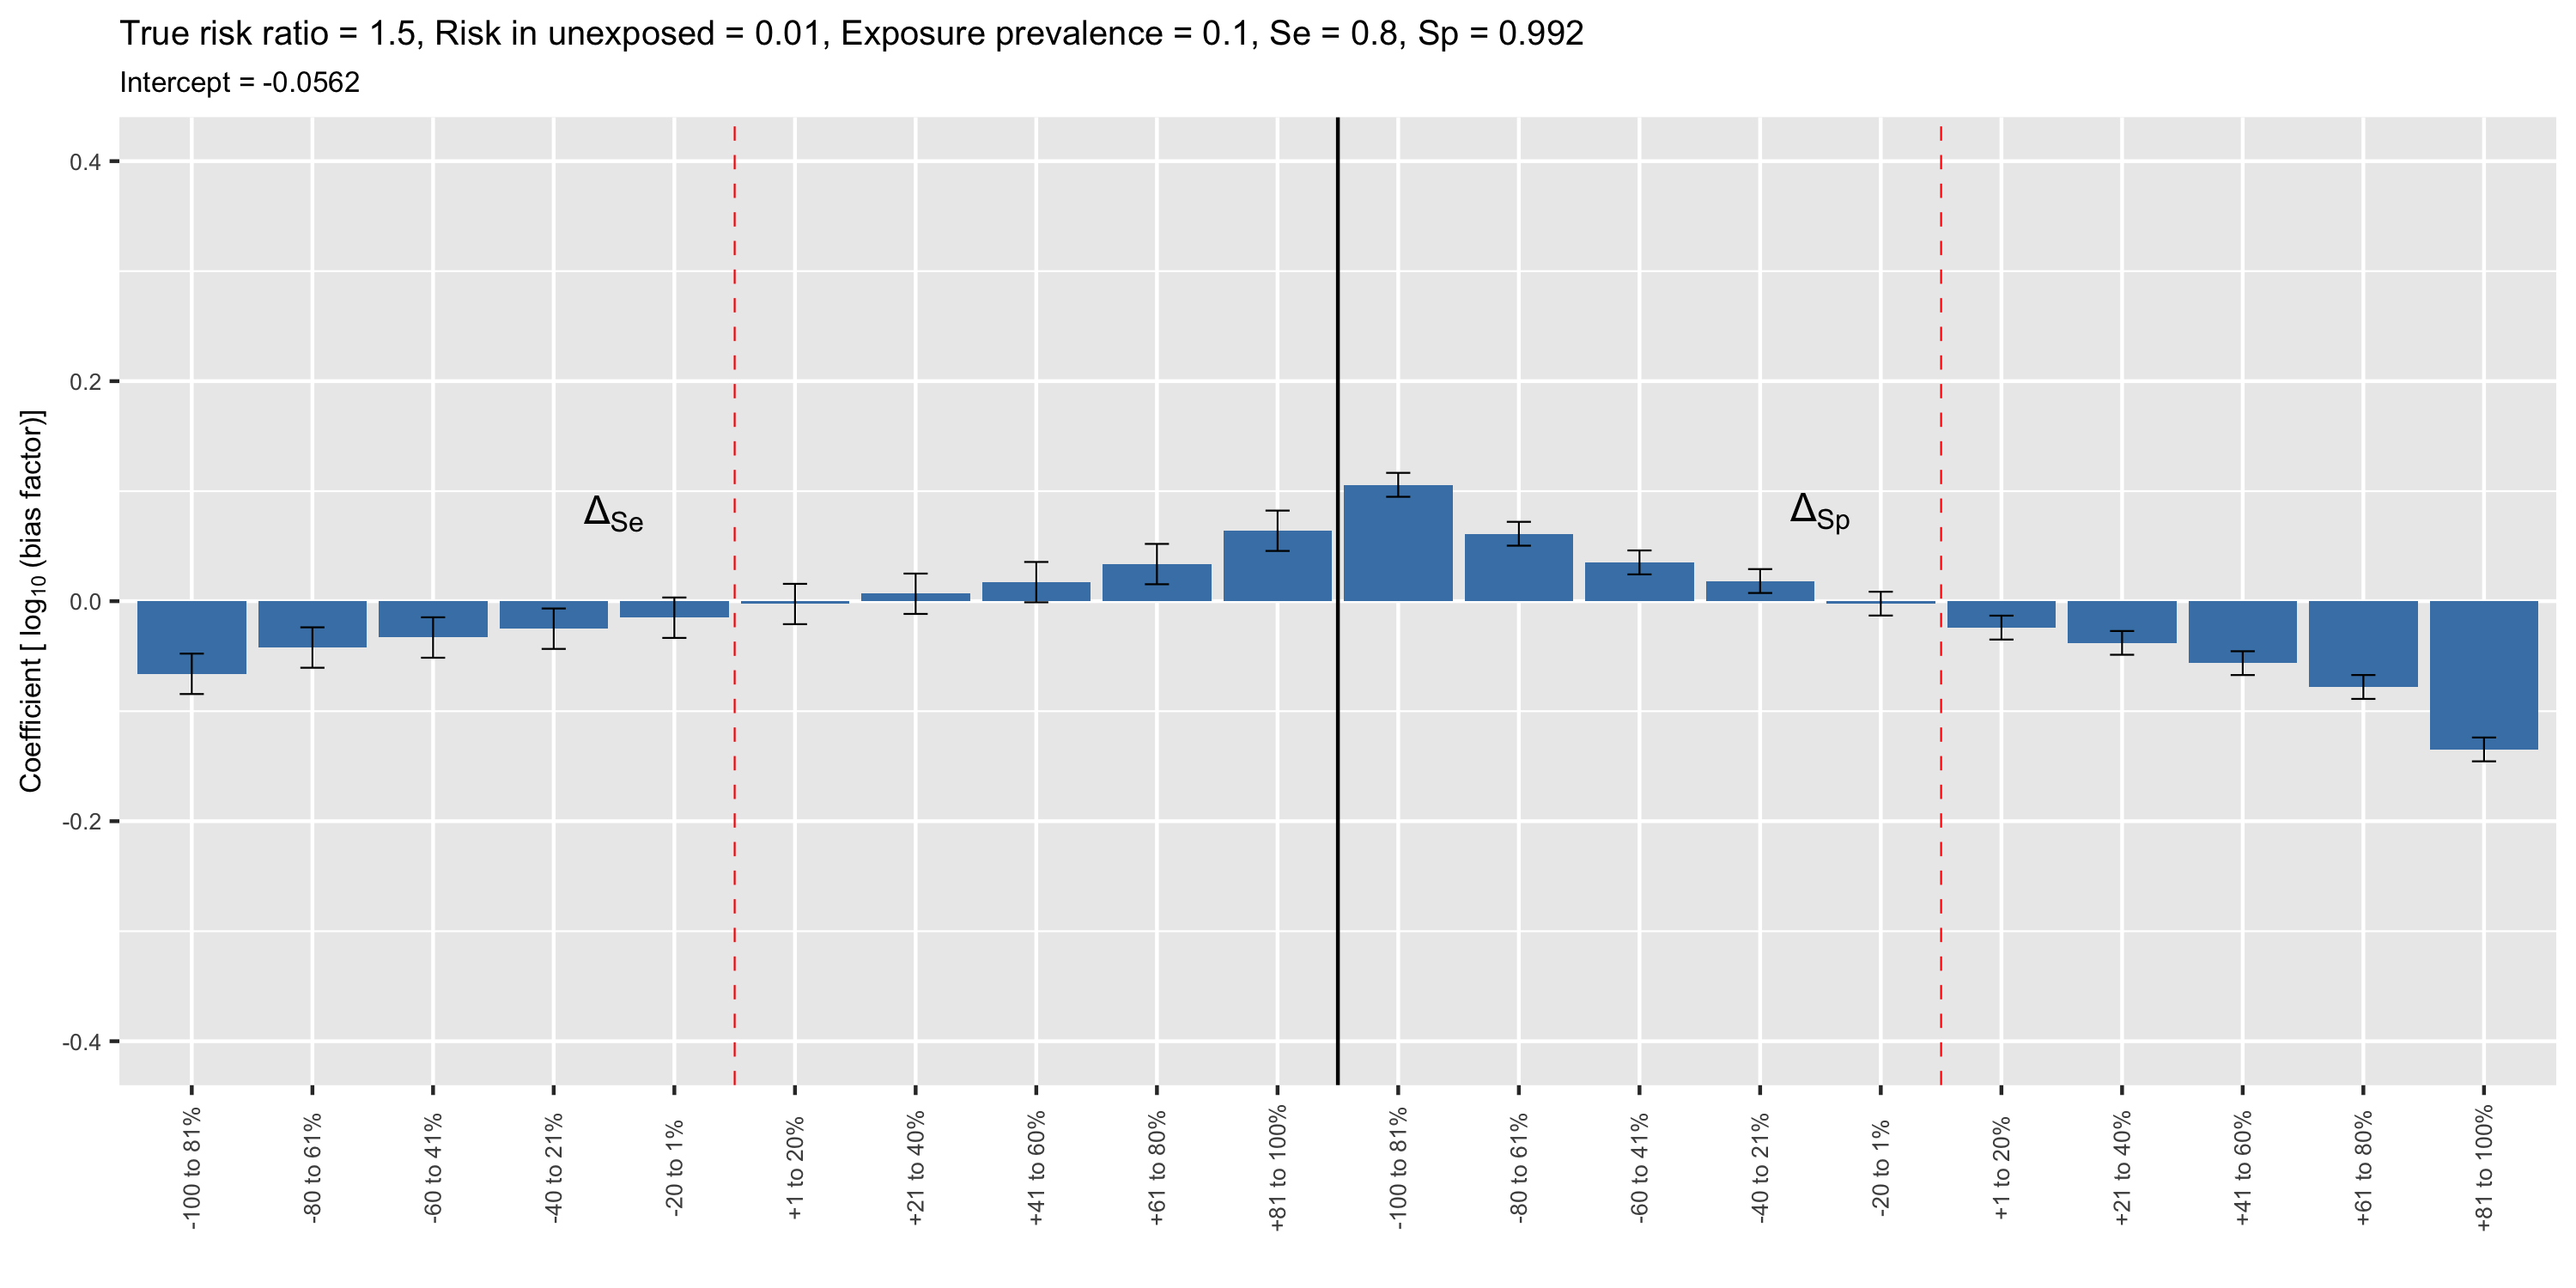 True risk ratio = 1.5, Risk in unexposed = 0.01, Exposure prevalence = 0.1, Se = 0.8, Sp = 0.992
Intercept = -0.0562
Coefficient [ log10 (bias factor)]
0.4
0.2
0.0
-0.2
-0.4
ΔSe
ΔSp
-100 to 81%
-80 to 61%
-60 to 41%
-40 to 21%
-20 to 1%
+1 to 20%
+21 to 40%
+41 to 60%
+61 to 80%
+81 to 100%
-100 to 81%
-80 to 61%
-60 to 41%
-40 to 21%
-20 to 1%
+1 to 20%
+21 to 40%
+41 to 60%
+61 to 80%
+81 to 100%